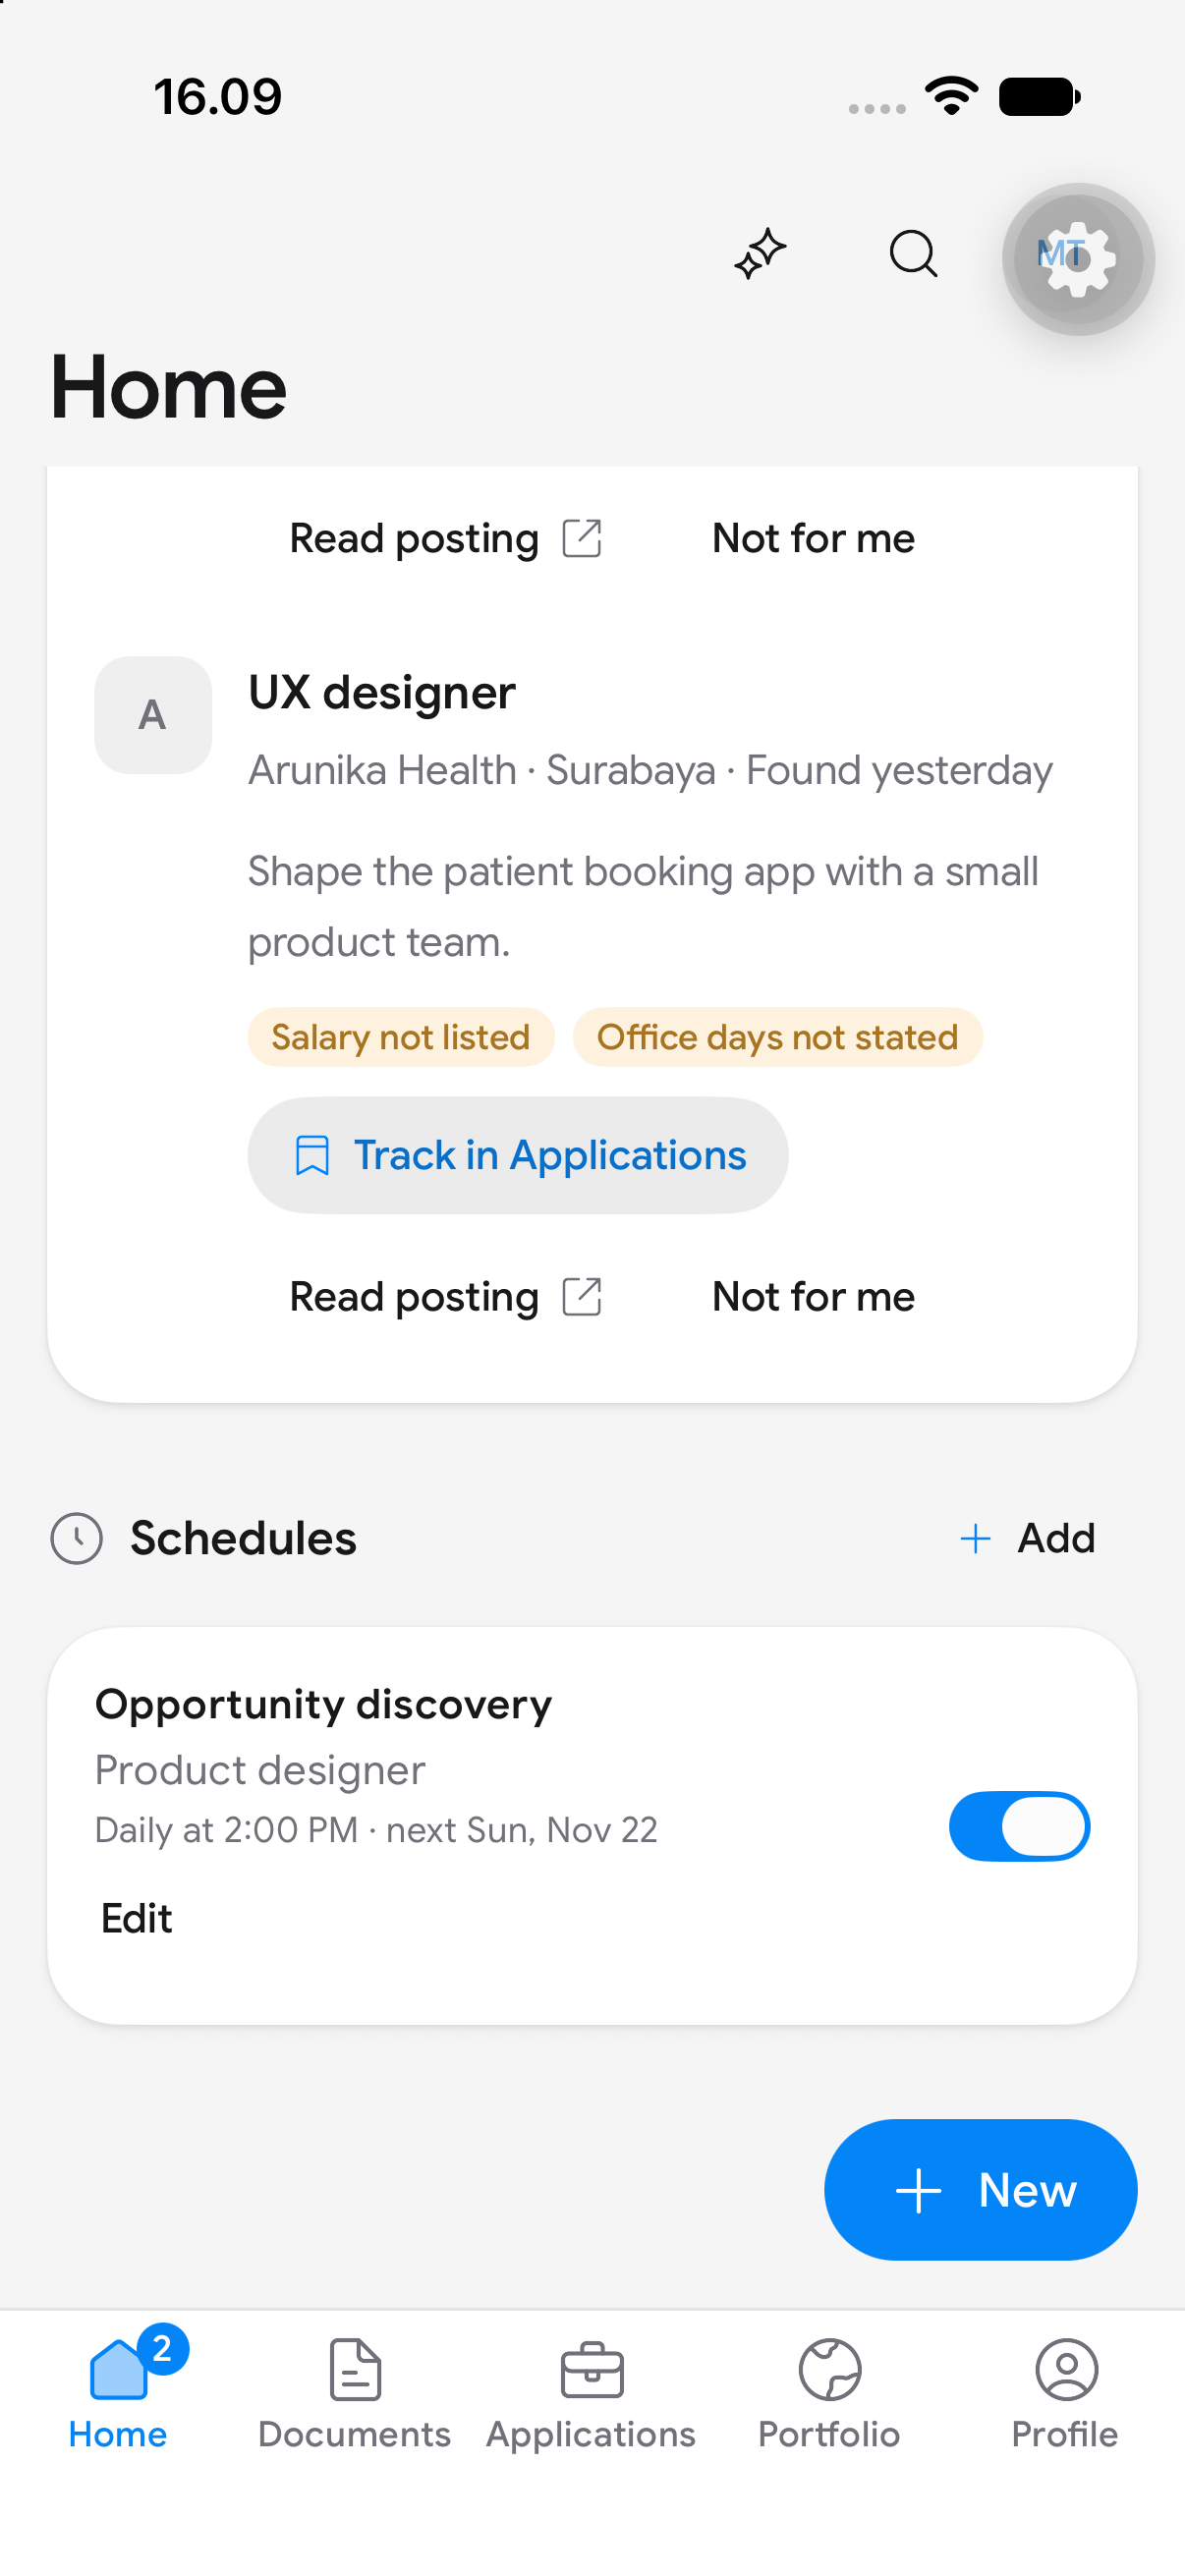 16.09
MT
Home
Read posting
Not for me
A
UX designer
Arunika Health · Surabaya · Found yesterday
Shape the patient booking app with a small
product team.
Salary not listed
Office days not stated
Track in Applications
Read posting
Not for me
Schedules
Add
Opportunity discovery
Product designer
Daily at 2:00 PM · next Sun, Nov 22
Edit
New
2
Home
Documents
Applications
Portfolio
Profile